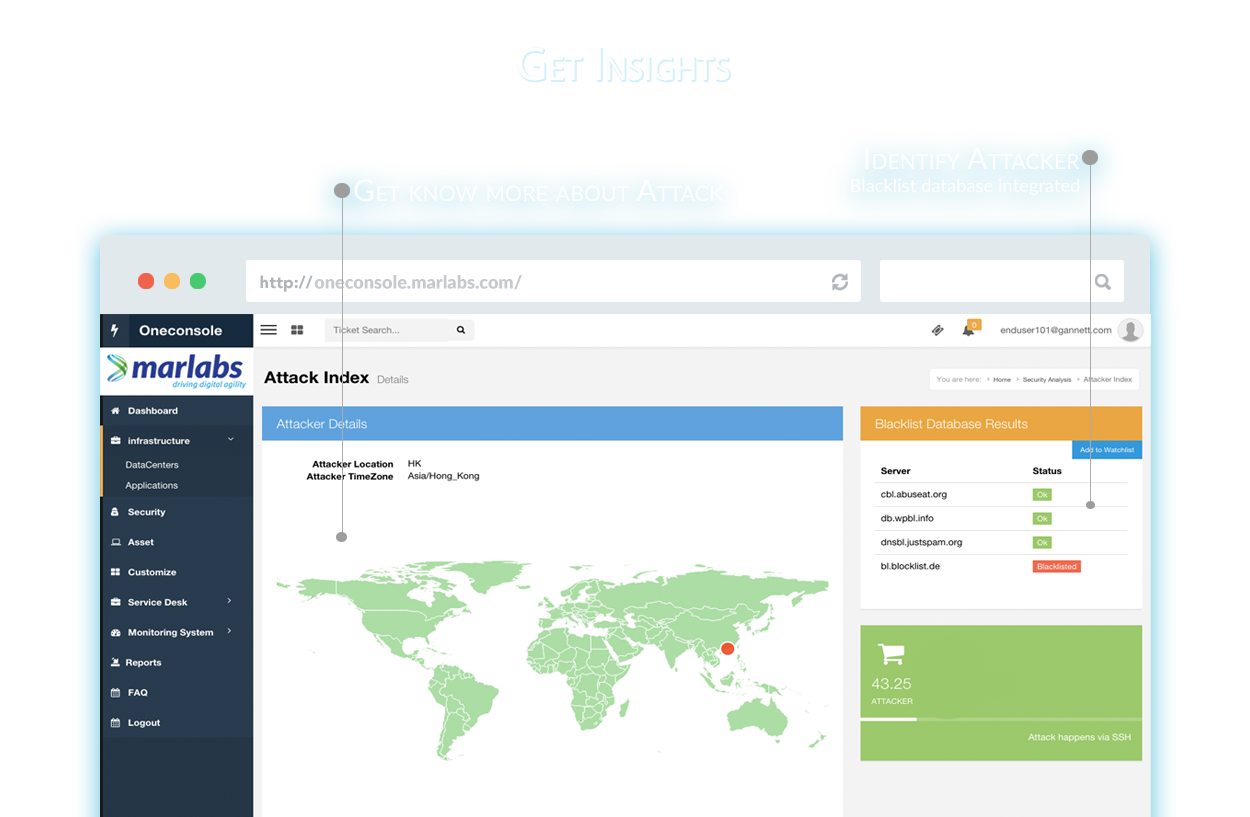 Get Insights
Identify Attacker
Blacklist database integrated
Get know more about Attack
http://oneconsole.marlabs.com/
Oneconsole
Ticket Search...
0
enduser101@gannett.com
marlabs
driving digital agility
Attack Index Details
You are here: Home Security Analysis Attacker Index
Dashboard
infrastructure
DataCenters
Applications
Security
Asset
Customize
Service Desk
Monitoring System
Reports
FAQ
Logout
Attacker Details
Attacker Location HK
Attacker TimeZone Asia/Hong_Kong
Blacklist Database Results
Add to Watchlist
Server Status
cbl.abuseat.org Ok
db.wpbl.info Ok
dnsbl.justspam.org Ok
bl.blocklist.de Blacklisted
43.25
ATTACKER
Attack happens via SSH